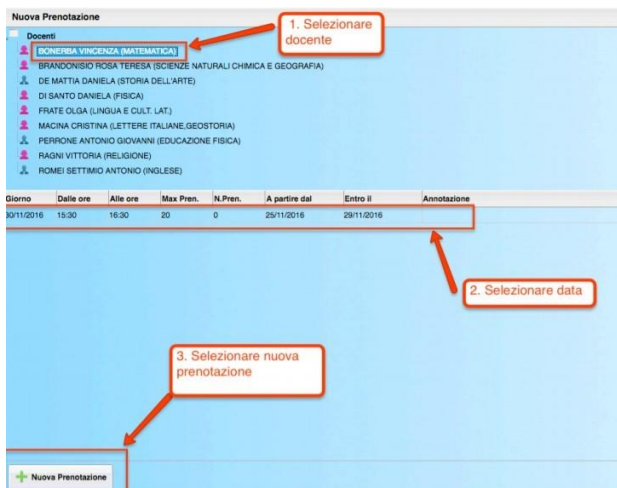 Nuova Prenotazione
1. Selezionare
docente
Docenti
BONERBA VINCENZA (MATEMATICA)
BRANDONISIO ROSA TERESA (SCIENZE NATURALI CHIMICA E GEOGRAFIA)
DE MATTIA DANIELA (STORIA DELL'ARTE)
DI SANTO DANIELA (FISICA)
FRATE OLGA (LINGUA E CULT. LAT.)
MACINA CRISTINA (LETTERE ITALIANE,GEOSTORIA)
PERRONE ANTONIO GIOVANNI (EDUCAZIONE FISICA)
RAGNI VITTORIA (RELIGIONE)
ROMEI SETTIMIO ANTONIO (INGLESE)
Giorno Dalle ore Alle ore Max Pren. N.Pren. A partire dal Entro il Annotazione
30/11/2016 15:30 16:30 20 0 25/11/2016 29/11/2016
2. Selezionare data
3. Selezionare nuova
prenotazione
Nuova Prenotazione